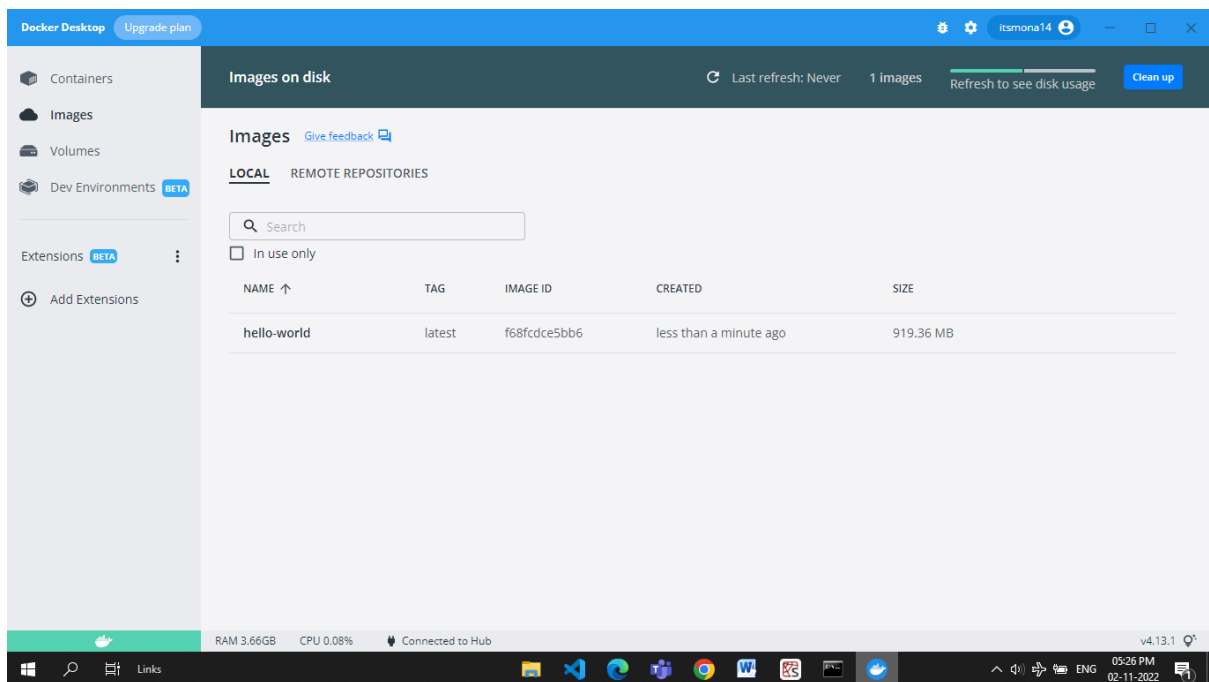 Docker Desktop Upgrade plan itsmona14
Containers
Images
Volumes
Dev Environments BETA
Extensions BETA
Add Extensions
Images on disk Last refresh: Never 1 images Refresh to see disk usage Clean up
Images Give feedback
LOCAL REMOTE REPOSITORIES
Search
In use only
NAME TAG IMAGE ID CREATED SIZE
hello-world latest f68fcdce5bb6 less than a minute ago 919.36 MB
RAM 3.66GB CPU 0.08% Connected to Hub v4.13.1
Links ENG 05:26 PM
02-11-2022